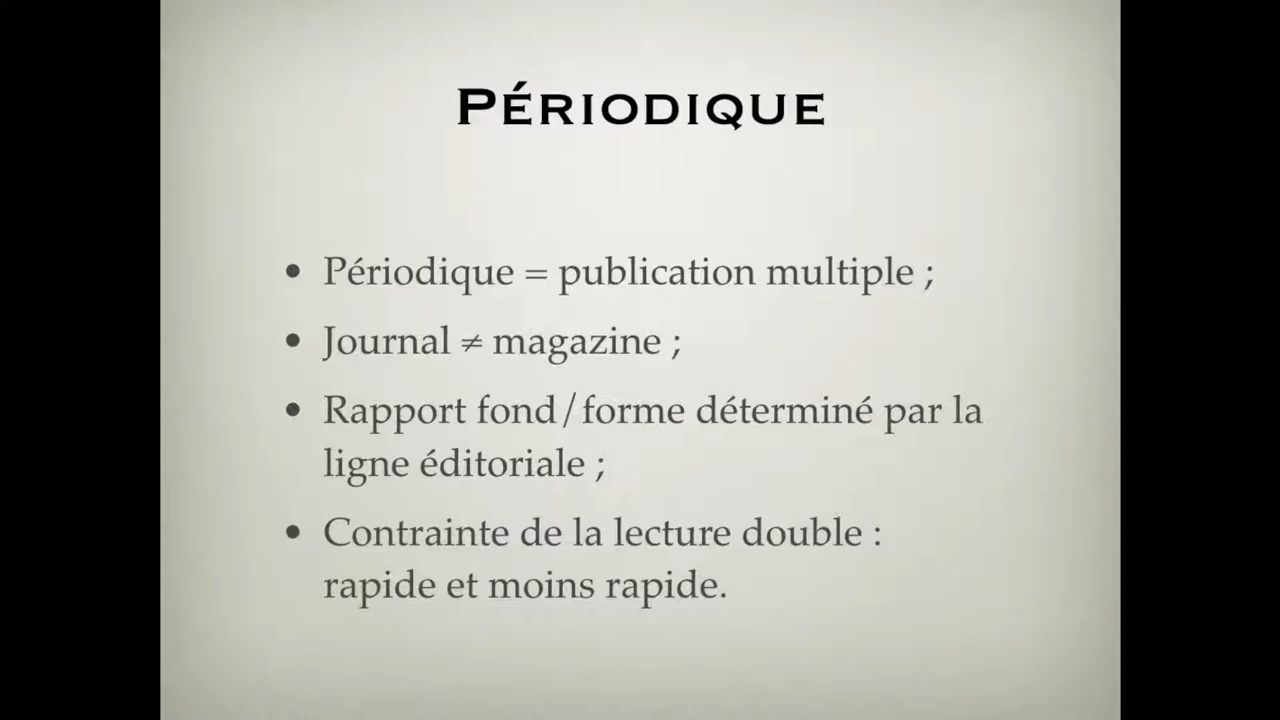 Périodique
• Périodique = publication multiple ;
• Journal ≠ magazine ;
• Rapport fond/forme déterminé par la
ligne éditoriale ;
• Contrainte de la lecture double :
rapide et moins rapide.